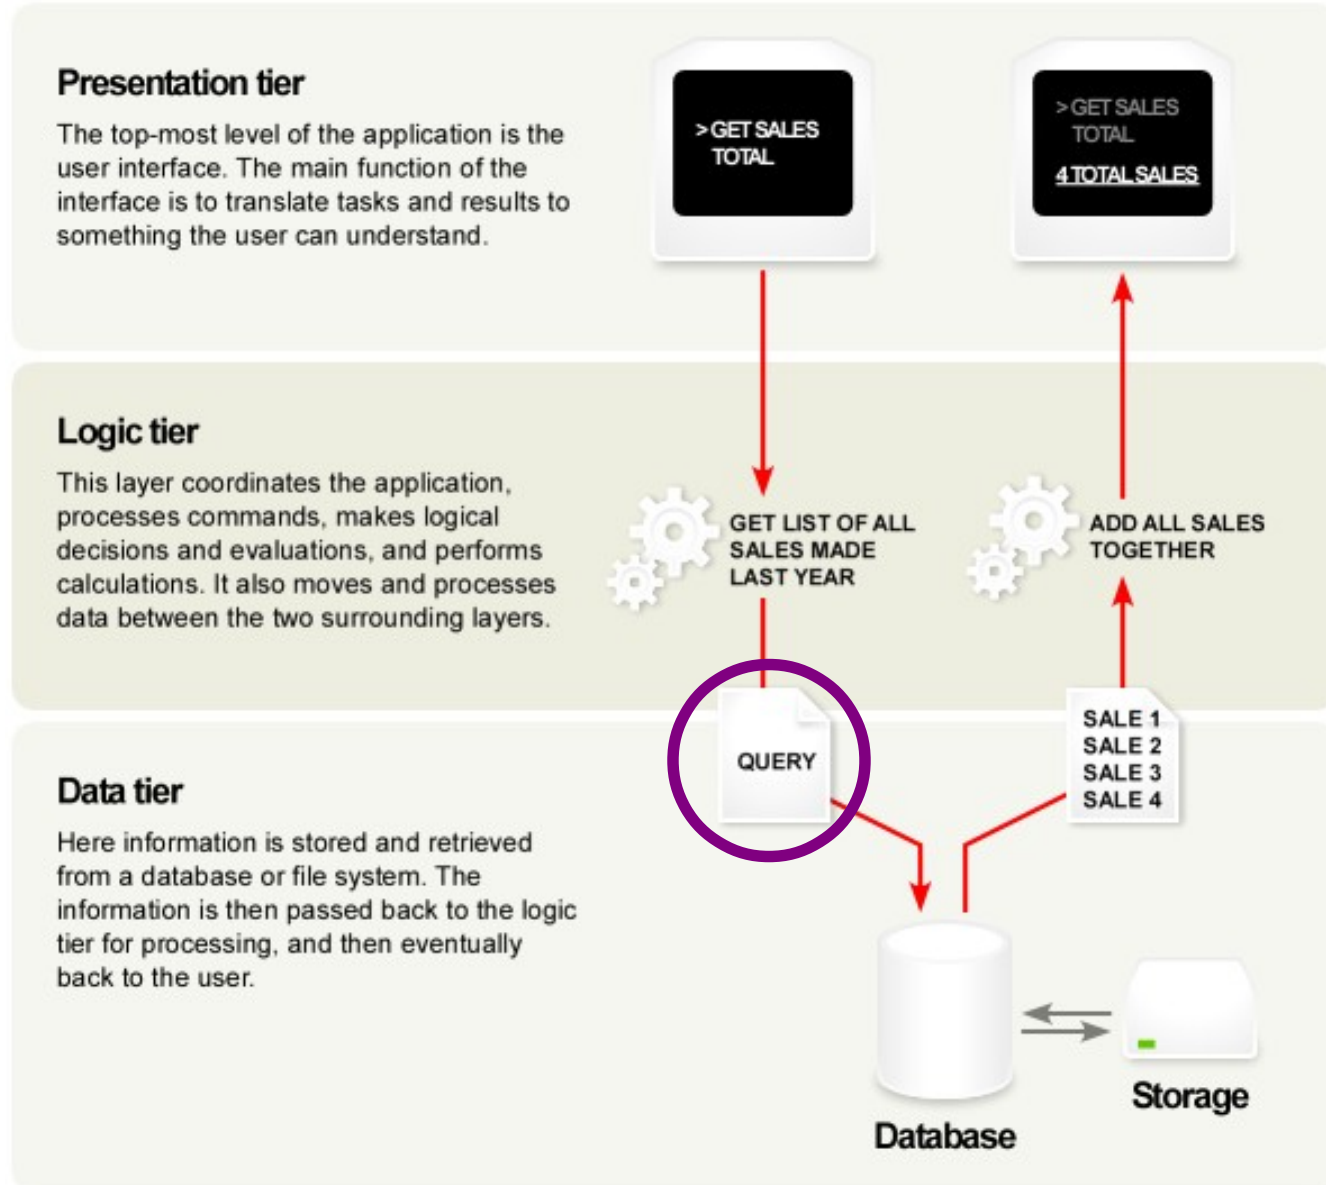 Presentation tier
The top-most level of the application is the
user interface. The main function of the
interface is to translate tasks and results to
something the user can understand.
>GET SALES
TOTAL
>GET SALES
TOTAL
4 TOTAL SALES
Logic tier
This layer coordinates the application,
processes commands, makes logical
decisions and evaluations, and performs
calculations. It also moves and processes
data between the two surrounding layers.
GET LIST OF ALL
SALES MADE
LAST YEAR
ADD ALL SALES
TOGETHER
QUERY
SALE 1
SALE 2
SALE 3
SALE 4
Data tier
Here information is stored and retrieved
from a database or file system. The
information is then passed back to the logic
tier for processing, and then eventually
back to the user.
Database
Storage